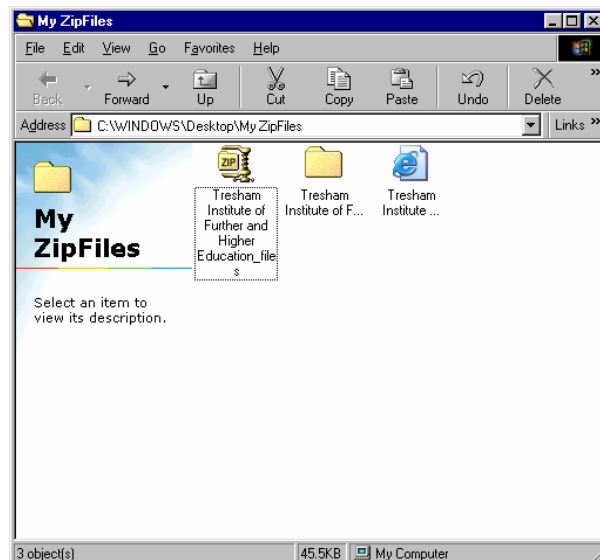 My ZipFiles
File Edit View Go Favorites Help
Back Forward Up Cut Copy Paste Undo Delete »
Address C:\WINDOWS\Desktop\My ZipFiles Links »
My
ZipFiles
Select an item to
view its description.
ZIP
Tresham
Institute of
Further and
Higher
Education_file
s
Tresham
Institute of F...
Tresham
Institute ...
3 object(s) 45.5KB My Computer